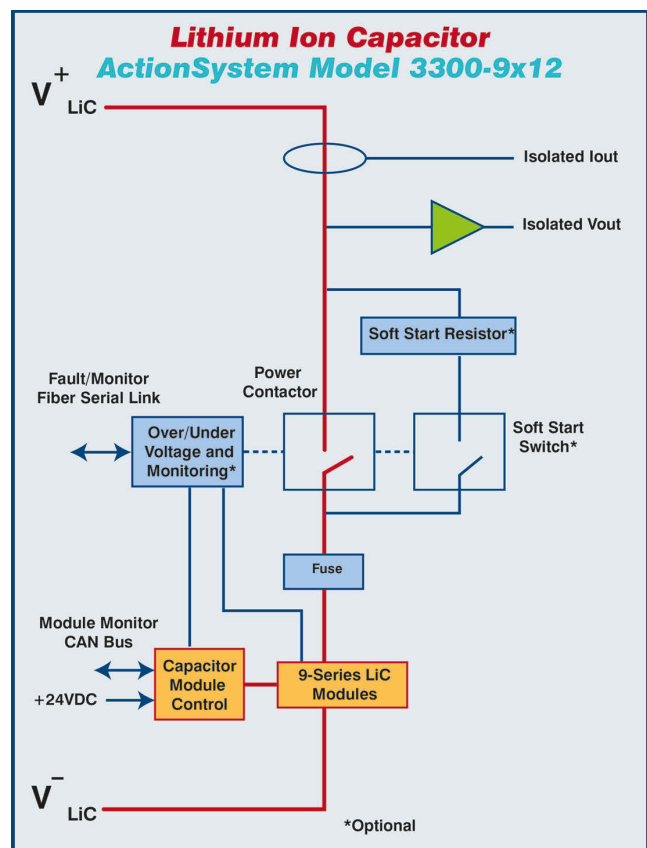 Lithium Ion Capacitor
ActionSystem Model 3300-9x12
V+ LiC
Isolated Iout
Isolated Vout
Soft Start Resistor*
Power
Contactor
Fault/Monitor
Fiber Serial Link
Over/Under
Voltage and
Monitoring*
Soft Start
Switch*
Fuse
Module Monitor
CAN Bus
+24VDC
Capacitor
Module
Control
9-Series LiC
Modules
V− LiC
*Optional